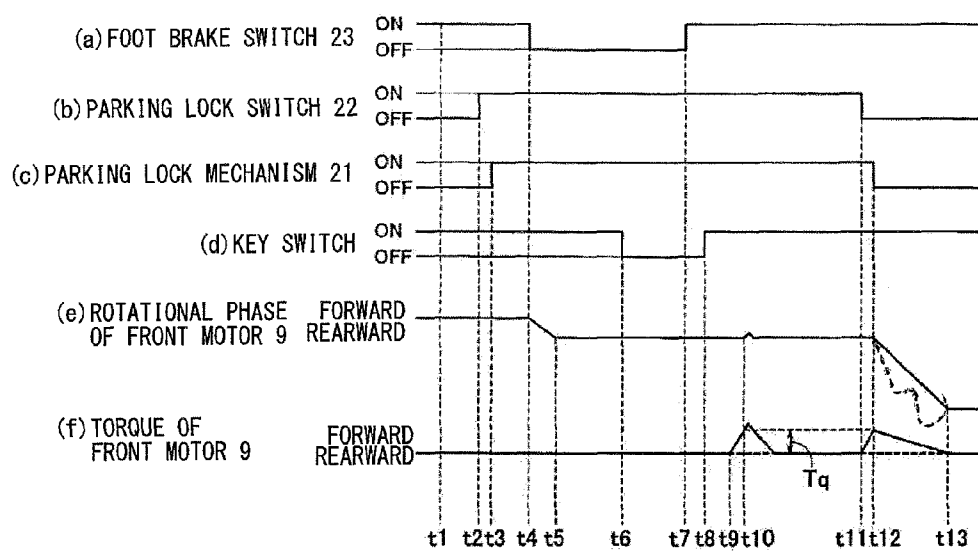 (a) FOOT BRAKE SWITCH 23
ON
OFF
(b) PARKING LOCK SWITCH 22
ON
OFF
(c) PARKING LOCK MECHANISM 21
ON
OFF
(d) KEY SWITCH
ON
OFF
(e) ROTATIONAL PHASE
OF FRONT MOTOR 9
FORWARD
REARWARD
(f) TORQUE OF
FRONT MOTOR 9
FORWARD
REARWARD
Tq
t1 t2 t3 t4 t5 t6 t7 t8 t9 t10 t11 t12 t13